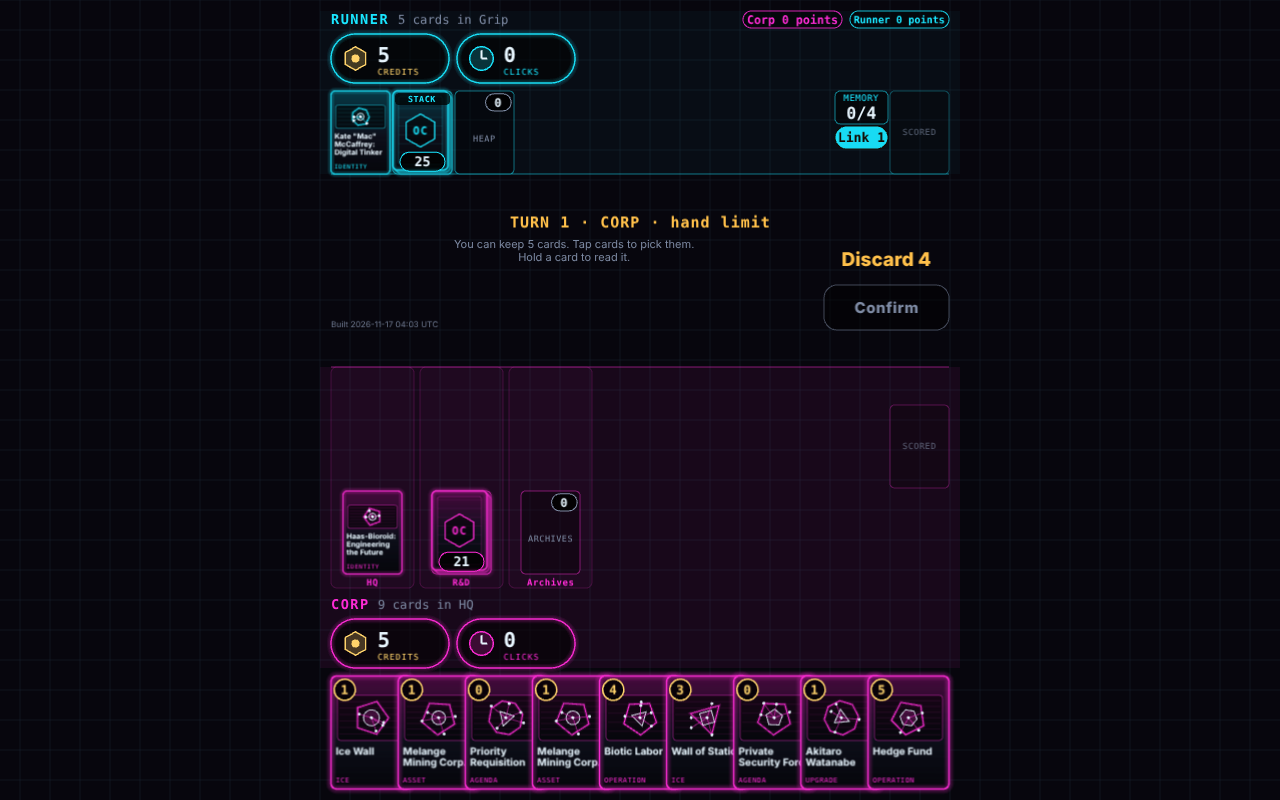 RUNNER 5 cards in Grip
Corp 0 points
Runner 0 points
5
CREDITS
0
CLICKS
Kate "Mac"
McCaffrey:
Digital Tinker
IDENTITY
STACK
OC
25
0
HEAP
MEMORY
0/4
Link 1
SCORED
TURN 1 · CORP · hand limit
You can keep 5 cards. Tap cards to pick them.
Hold a card to read it.
Discard 4
Confirm
Built 2026-11-17 04:03 UTC
SCORED
Haas-Bioroid:
Engineering
the Future
IDENTITY
HQ
OC
21
R&D
0
ARCHIVES
Archives
CORP 9 cards in HQ
5
CREDITS
0
CLICKS
1
Ice Wall
ICE
1
Melange
Mining Corp
ASSET
0
Priority
Requisition
AGENDA
1
Melange
Mining Corp
ASSET
4
Biotic Labor
OPERATION
3
Wall of Static
ICE
0
Private
Security For
AGENDA
1
Akitaro
Watanabe
UPGRADE
5
Hedge Fund
OPERATION